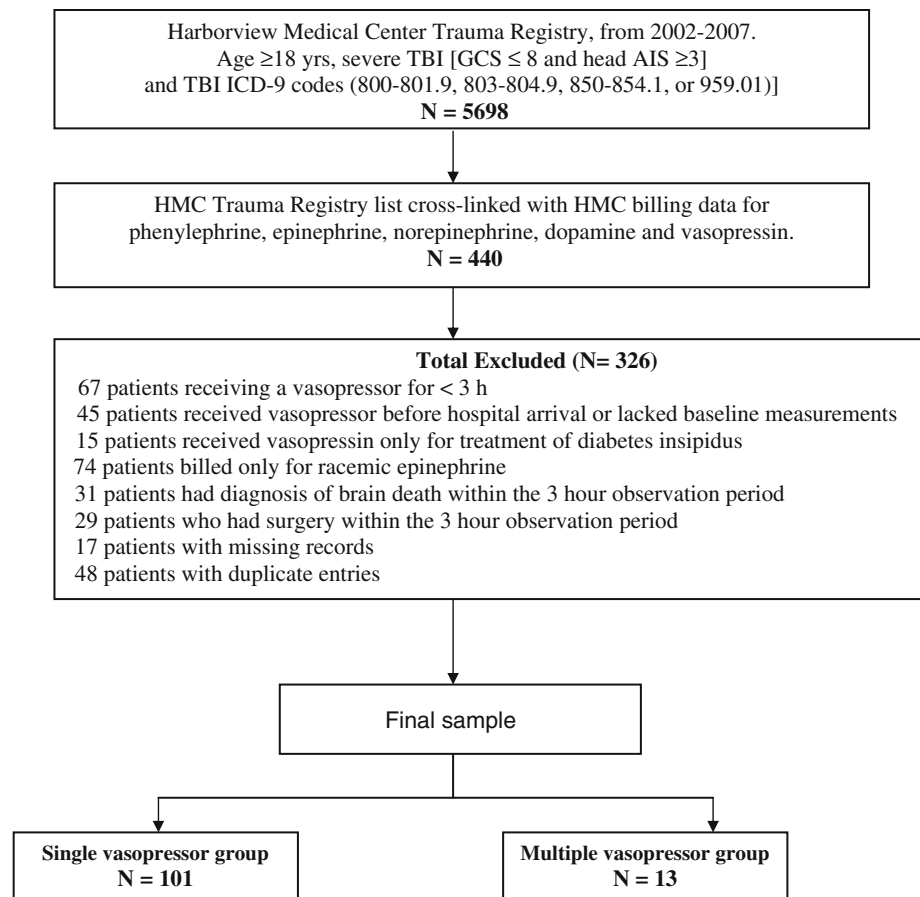 Harborview Medical Center Trauma Registry, from 2002-2007.
Age ≥18 yrs, severe TBI [GCS ≤ 8 and head AIS ≥3]
and TBI ICD-9 codes (800-801.9, 803-804.9, 850-854.1, or 959.01)]
N = 5698
HMC Trauma Registry list cross-linked with HMC billing data for
phenylephrine, epinephrine, norepinephrine, dopamine and vasopressin.
N = 440
Total Excluded (N= 326)
67 patients receiving a vasopressor for < 3 h
45 patients received vasopressor before hospital arrival or lacked baseline measurements
15 patients received vasopressin only for treatment of diabetes insipidus
74 patients billed only for racemic epinephrine
31 patients had diagnosis of brain death within the 3 hour observation period
29 patients who had surgery within the 3 hour observation period
17 patients with missing records
48 patients with duplicate entries
Final sample
Single vasopressor group
N = 101
Multiple vasopressor group
N = 13